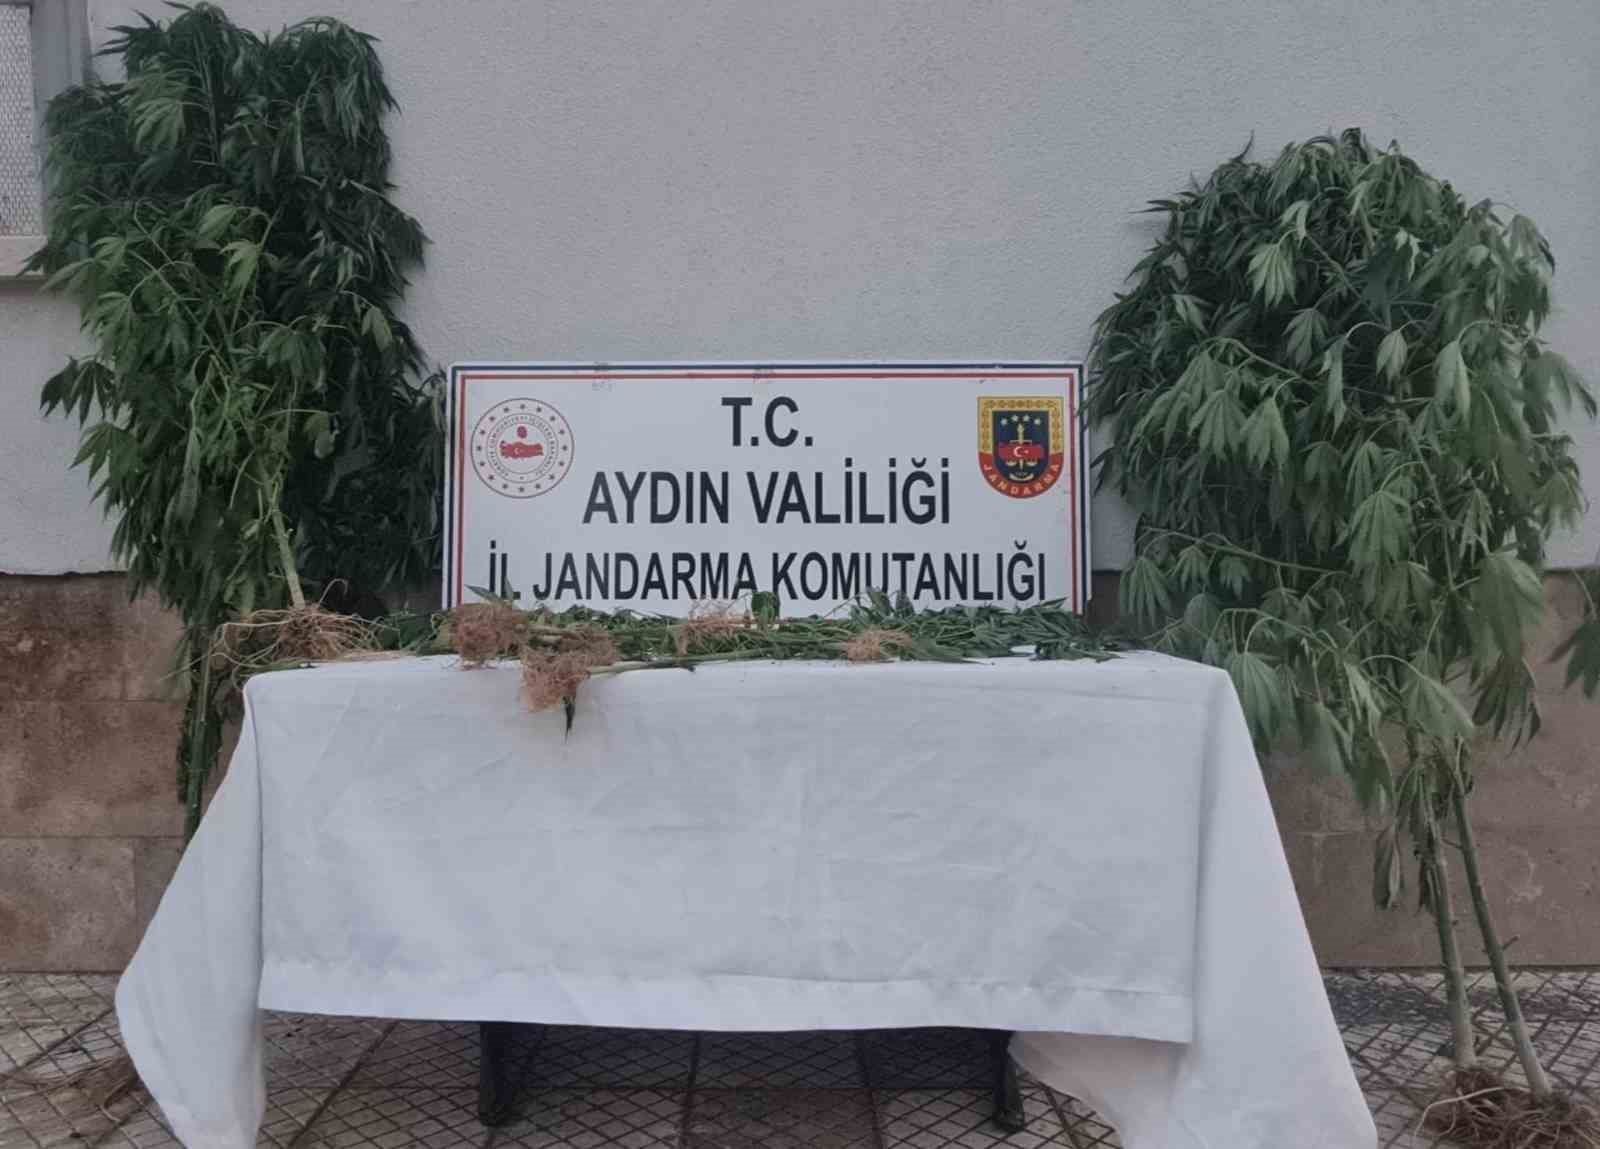 T.C.
AYDIN VALİLİĞİ
İL JANDARMA KOMUTANLIĞI
JANDARMA